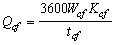 Q_cf = 3600W_cf K_cf / t_cf